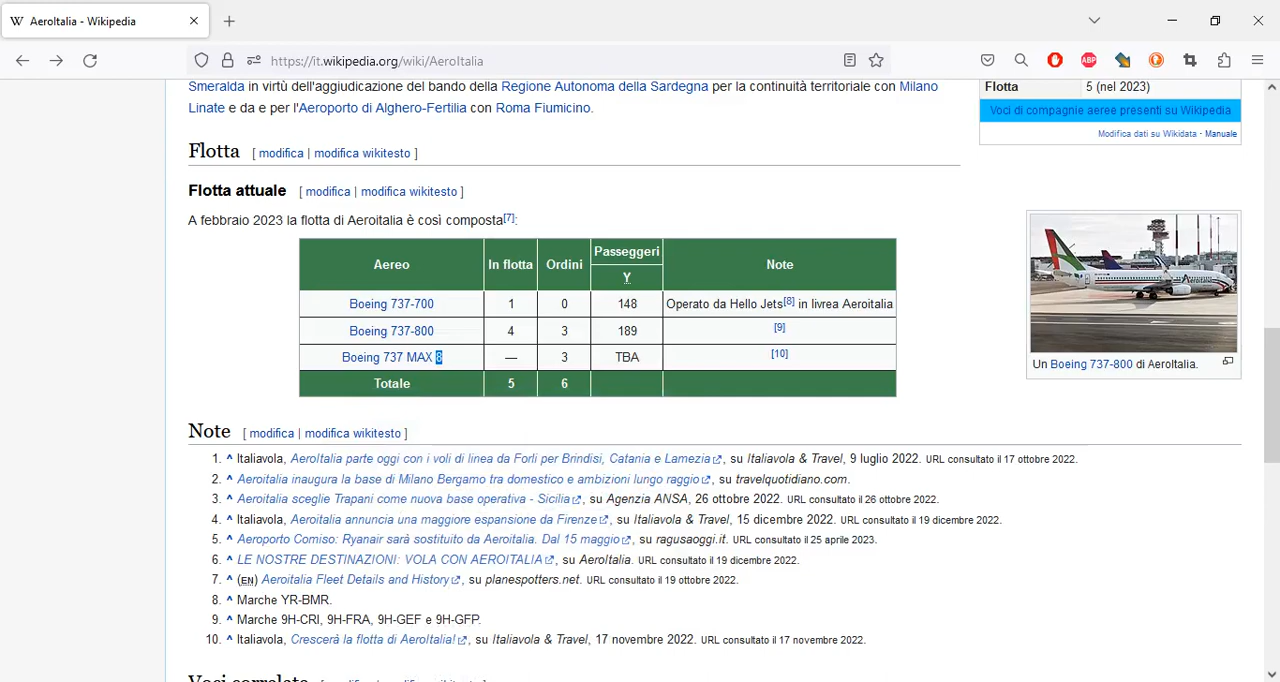 AeroItalia - Wikipedia
https://it.wikipedia.org/wiki/AeroItalia
Smeralda in virtù dell'aggiudicazione del bando della Regione Autonoma della Sardegna per la continuità territoriale con Milano
Linate e da e per l'Aeroporto di Alghero-Fertilia con Roma Fiumicino.
Flotta 5 (nel 2023)
Voci di compagnie aeree presenti su Wikipedia
Modifica dati su Wikidata · Manuale
Flotta [ modifica | modifica wikitesto ]
Flotta attuale [ modifica | modifica wikitesto ]
A febbraio 2023 la flotta di Aeroitalia è così composta[7]:
Aereo In flotta Ordini Passeggeri Note
Y
Boeing 737-700 1 0 148 Operato da Hello Jets[8] in livrea Aeroitalia
Boeing 737-800 4 3 189 [9]
Boeing 737 MAX 8 — 3 TBA [10]
Totale 5 6
Aeroitalia
Un Boeing 737-800 di AerOItalia.
Note [ modifica | modifica wikitesto ]
1. ^ Italiavola, AeroItalia parte oggi con i voli di linea da Forlì per Brindisi, Catania e Lamezia, su Italiavola & Travel, 9 luglio 2022. URL consultato il 17 ottobre 2022.
2. ^ Aeroitalia inaugura la base di Milano Bergamo tra domestico e ambizioni lungo raggio, su travelquotidiano.com.
3. ^ Aeroitalia sceglie Trapani come nuova base operativa - Sicilia, su Agenzia ANSA, 26 ottobre 2022. URL consultato il 26 ottobre 2022.
4. ^ Italiavola, Aeroitalia annuncia una maggiore espansione da Firenze, su Italiavola & Travel, 15 dicembre 2022. URL consultato il 19 dicembre 2022.
5. ^ Aeroporto Comiso: Ryanair sarà sostituito da Aeroitalia. Dal 15 maggio, su ragusaoggi.it. URL consultato il 25 aprile 2023.
6. ^ LE NOSTRE DESTINAZIONI: VOLA CON AEROITALIA, su AerOItalia. URL consultato il 19 dicembre 2022.
7. ^ (EN) Aeroitalia Fleet Details and History, su planespotters.net. URL consultato il 19 ottobre 2022.
8. ^ Marche YR-BMR.
9. ^ Marche 9H-CRI, 9H-FRA, 9H-GEF e 9H-GFP.
10. ^ Italiavola, Crescerà la flotta di AeroItalia!, su Italiavola & Travel, 17 novembre 2022. URL consultato il 17 novembre 2022.